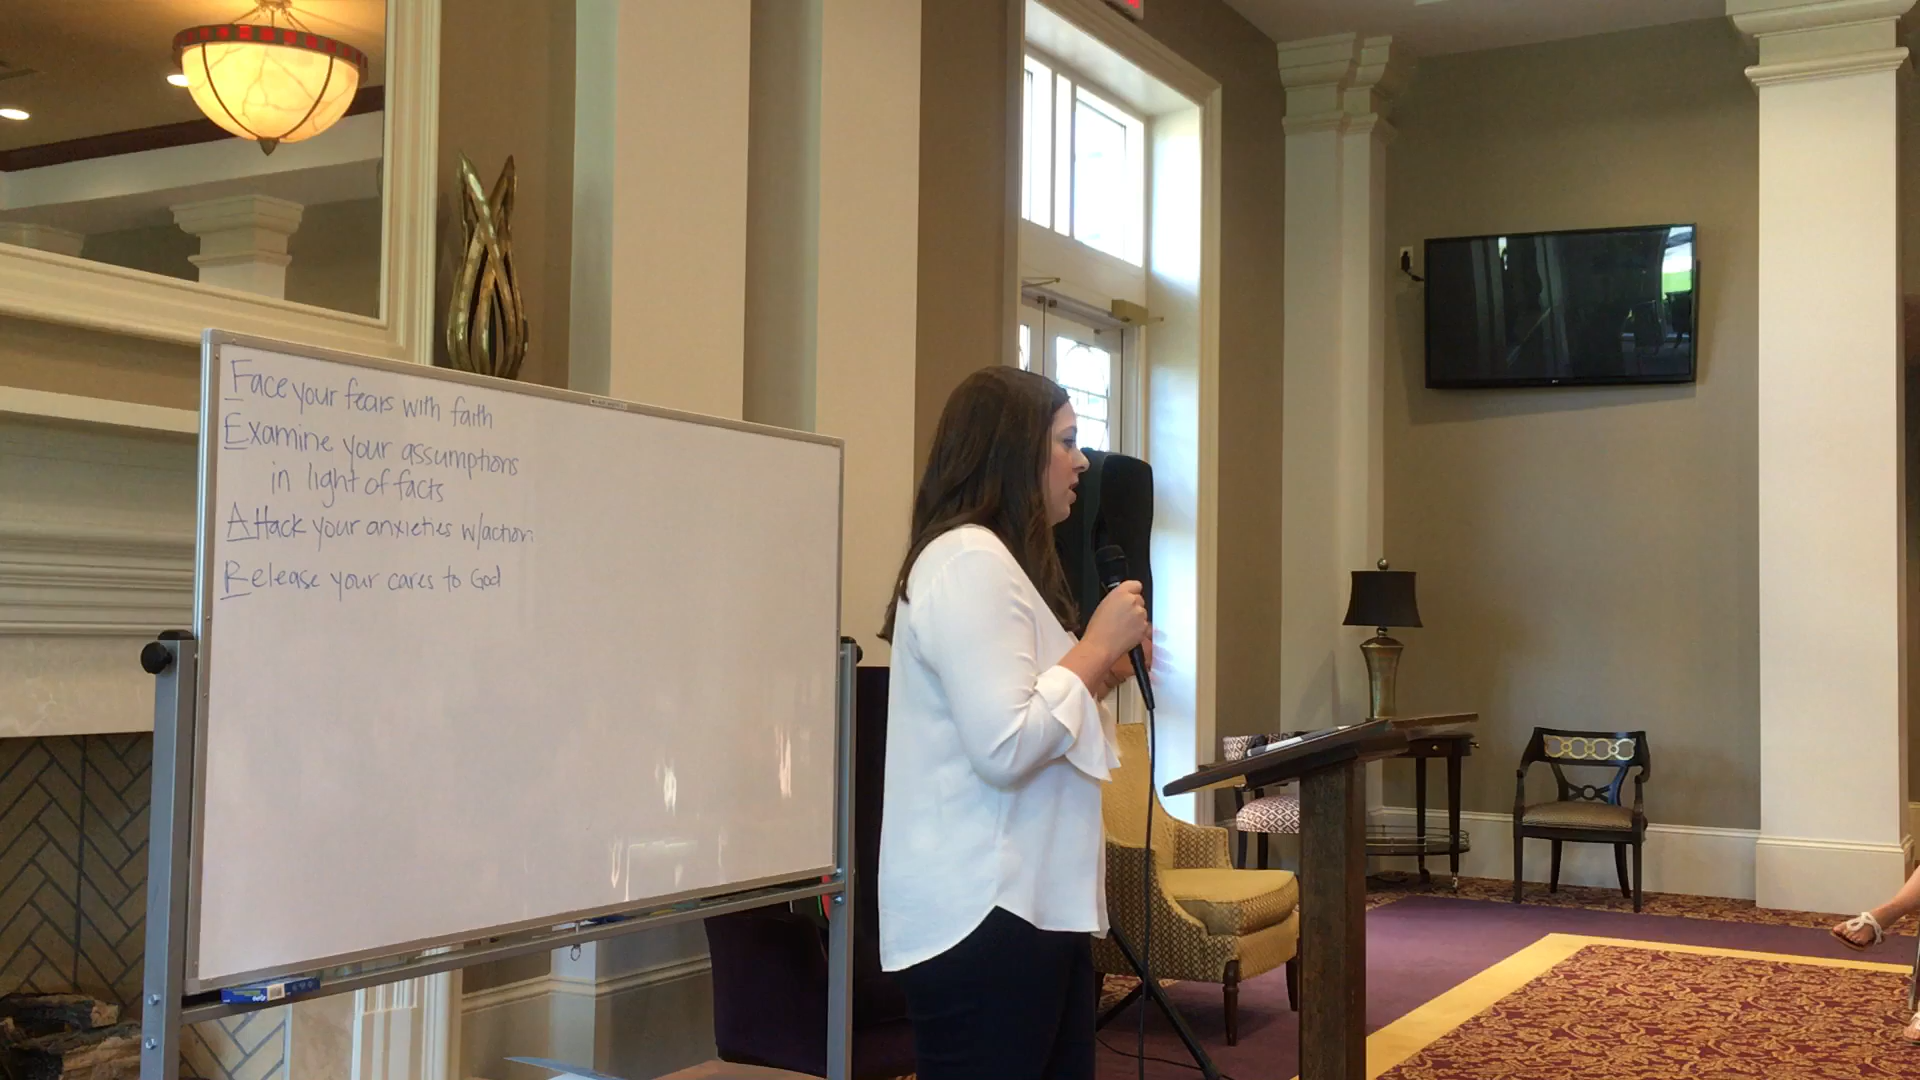 Face your fears with faith
Examine your assumptions
in light of facts
Attack your anxieties w/action
Release your cares to God